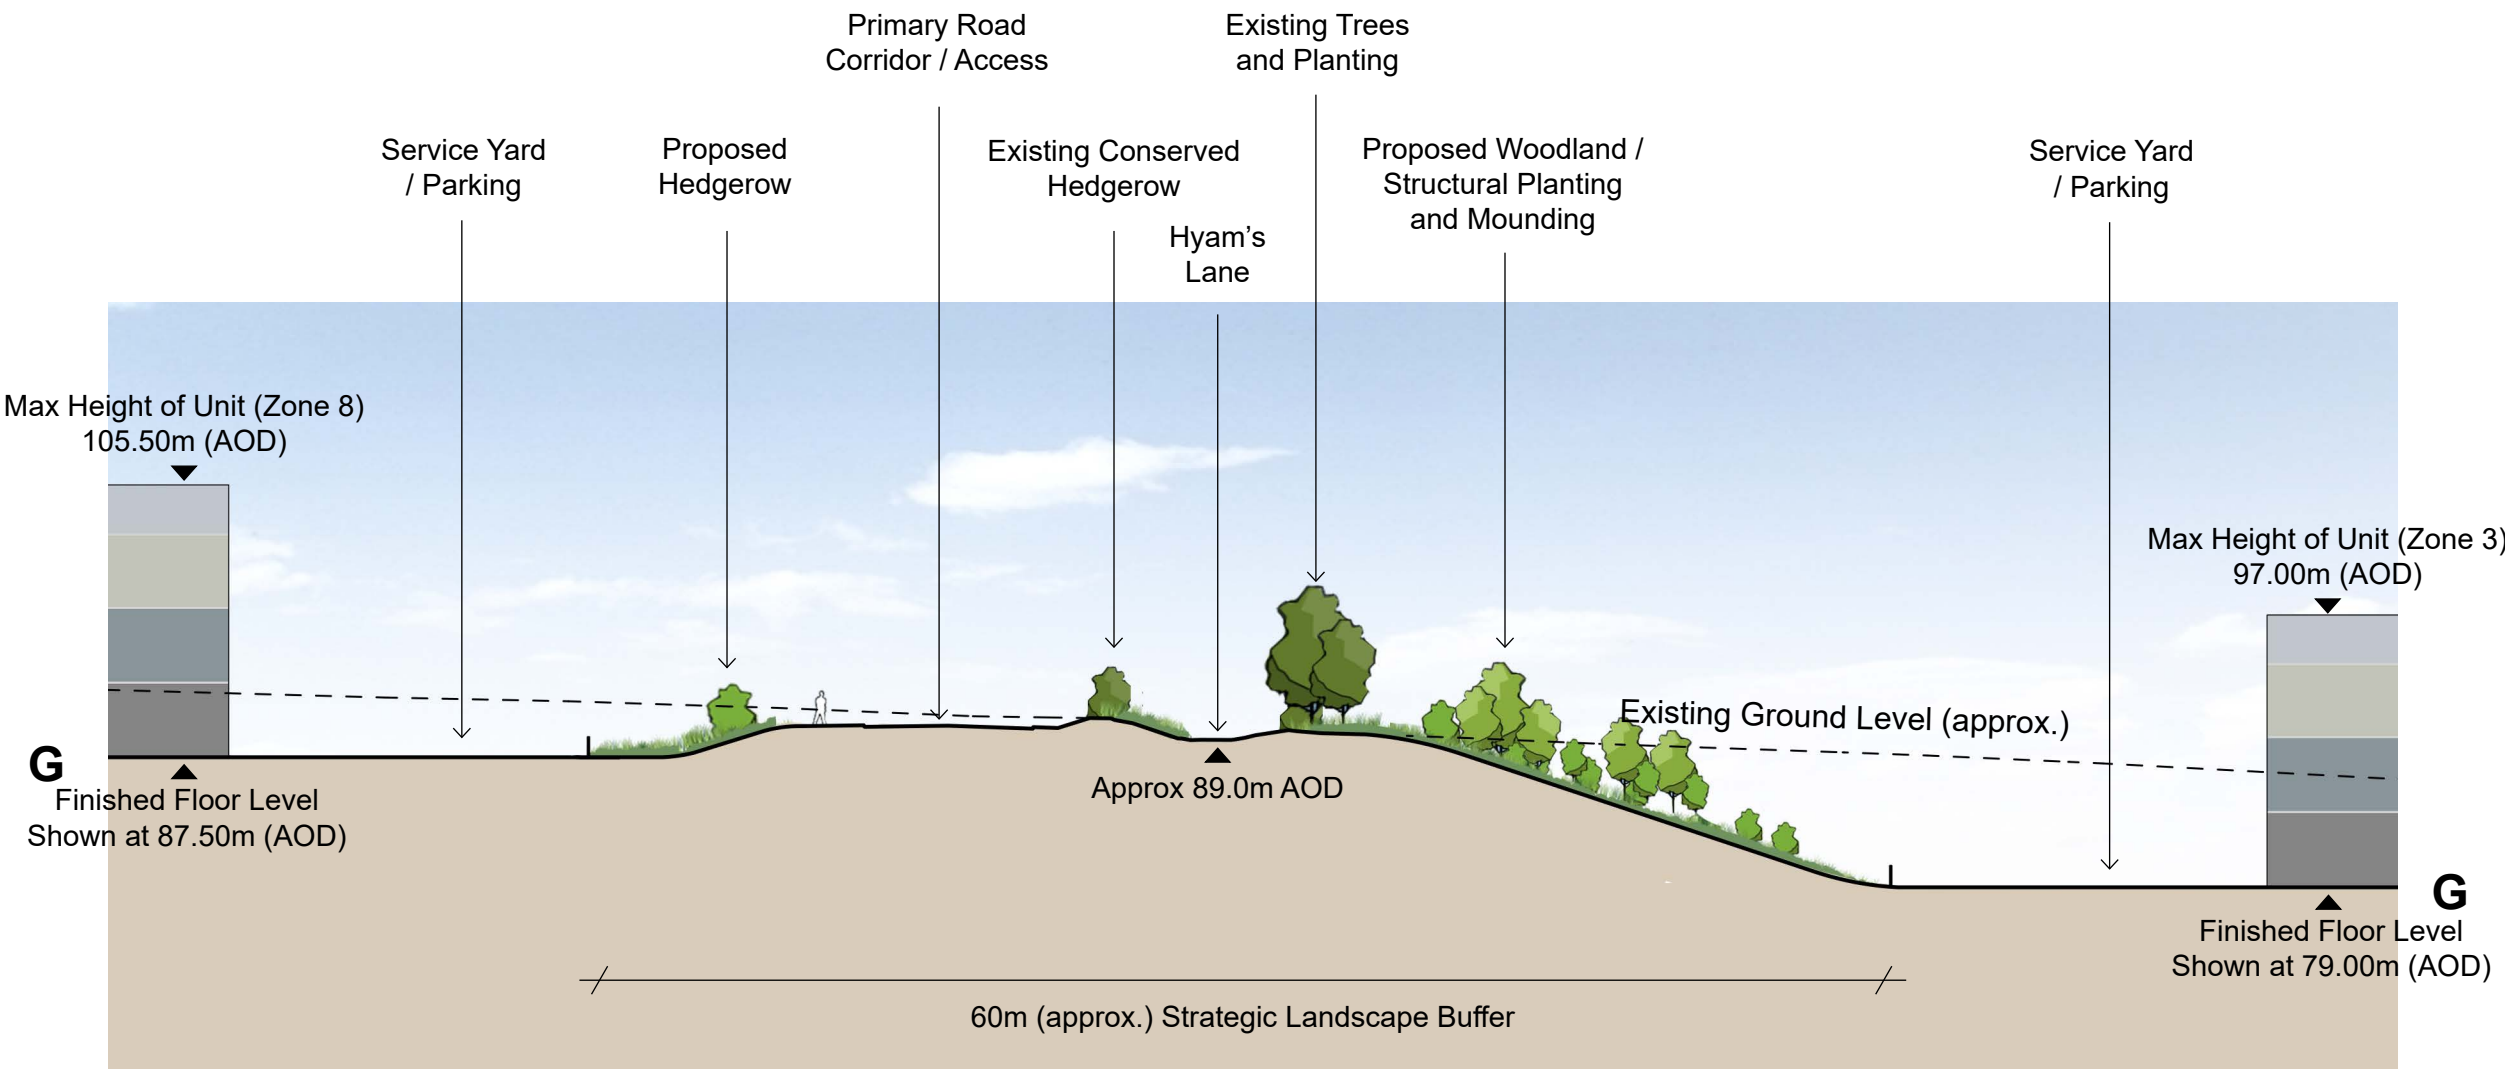 Primary Road
Corridor / Access
Existing Trees
and Planting
Service Yard
/ Parking
Proposed
Hedgerow
Existing Conserved
Hedgerow
Hyam’s
Lane
Proposed Woodland /
Structural Planting
and Mounding
Service Yard
/ Parking
Max Height of Unit (Zone 8)
105.50m (AOD)
Max Height of Unit (Zone 3)
97.00m (AOD)
Existing Ground Level (approx.)
G
Finished Floor Level
Shown at 87.50m (AOD)
Approx 89.0m AOD
G
Finished Floor Level
Shown at 79.00m (AOD)
60m (approx.) Strategic Landscape Buffer